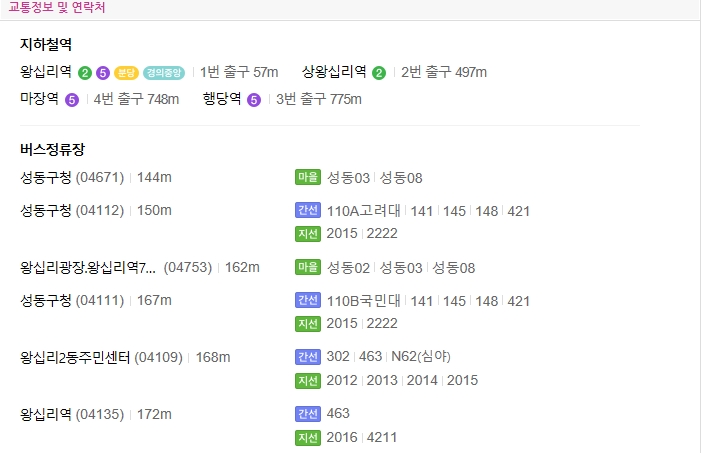 교통정보 및 연락처
지하철역
왕십리역 2 5 분당 경의중앙 1번 출구 57m 상왕십리역 2 2번 출구 497m
마장역 5 4번 출구 748m 행당역 5 3번 출구 775m
버스정류장
성동구청 (04671) 144m 마을 성동03 성동08
성동구청 (04112) 150m 간선 110A고려대 141 145 148 421
지선 2015 2222
왕십리광장.왕십리역7... (04753) 162m 마을 성동02 성동03 성동08
성동구청 (04111) 167m 간선 110B국민대 141 145 148 421
지선 2015 2222
왕십리2동주민센터 (04109) 168m 간선 302 463 N62(심야)
지선 2012 2013 2014 2015
왕십리역 (04135) 172m 간선 463
지선 2016 4211